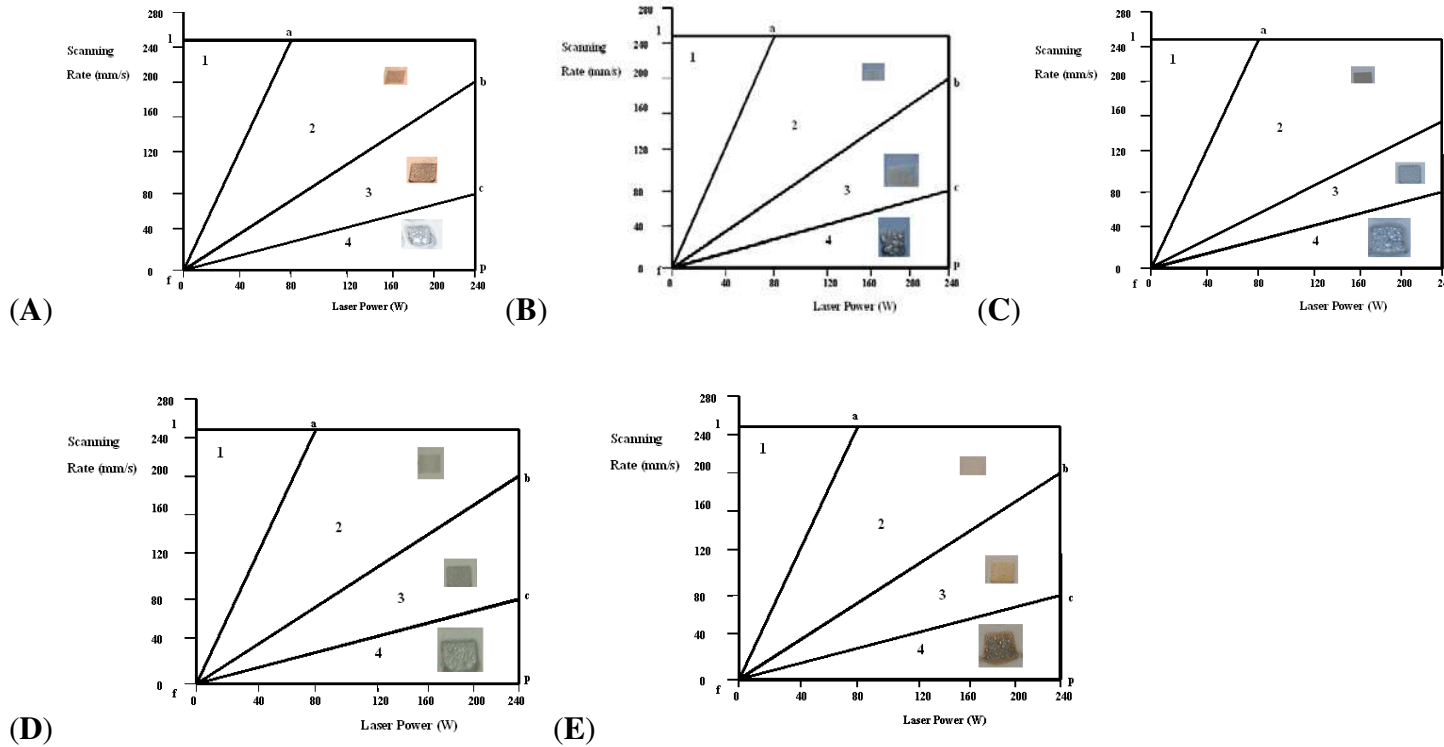 280
a
l
240
Scanning
1
Rate (mm/s)
200
b
160
2
120
3
80
c
40
4
0
f
p
0 40 80 120 160 200 240
Laser Power (W)
(A)
280
a
l
240
Scanning
1
Rate (mm/s)
200
b
160
2
120
3
80
c
40
4
0
f
p
0 40 80 120 160 200 240
Laser Power (W)
(B)
280
a
l
240
Scanning
1
Rate (mm/s)
200
160
2
120
3
80
40
4
0
f
0 40 80 120 160 200 24
Laser Power (W)
(C)
280
a
l
240
Scanning
1
Rate (mm/s)
200
b
160
2
120
3
80
c
40
4
0
f
p
0 40 80 120 160 200 240
Laser Power (W)
(D)
280
a
l
240
Scanning
1
Rate (mm/s)
200
b
160
2
120
3
80
c
40
4
0
f
p
0 40 80 120 160 200 240
Laser Power (W)
(E)